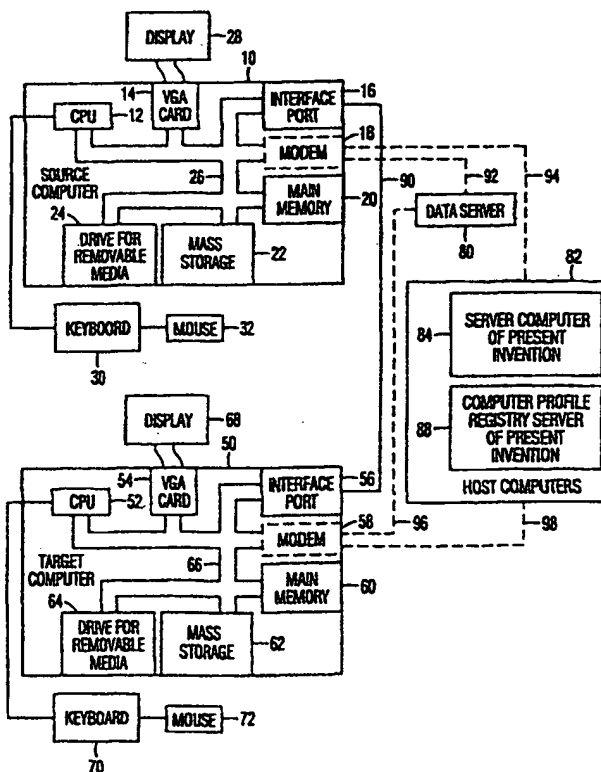 DISPLAY
28
10
14
VGA
CARD
INTERFACE
PORT
16
CPU
12
18
MODEM
SOURCE
COMPUTER
26
90
92
94
MAIN
MEMORY
20
DATA SERVER
80
24
DRIVE FOR
REMOVABLE
MEDIA
MASS
STORAGE
22
82
KEYBOORD
MOUSE
32
30
84
SERVER COMPUTER
OF PRESENT
INVENTION
DISPLAY
68
88
COMPUTER PROFILE
REGISTRY SERVER
OF PRESENT
INVENTION
HOST COMPUTERS
50
54
VGA
CARD
INTERFACE
PORT
56
CPU
52
58
MODEM
96
98
TARGET
COMPUTER
66
MAIN
MEMORY
60
64
DRIVE FOR
REMOVABLE
MEDIA
MASS
STORAGE
62
KEYBOARD
MOUSE
72
70